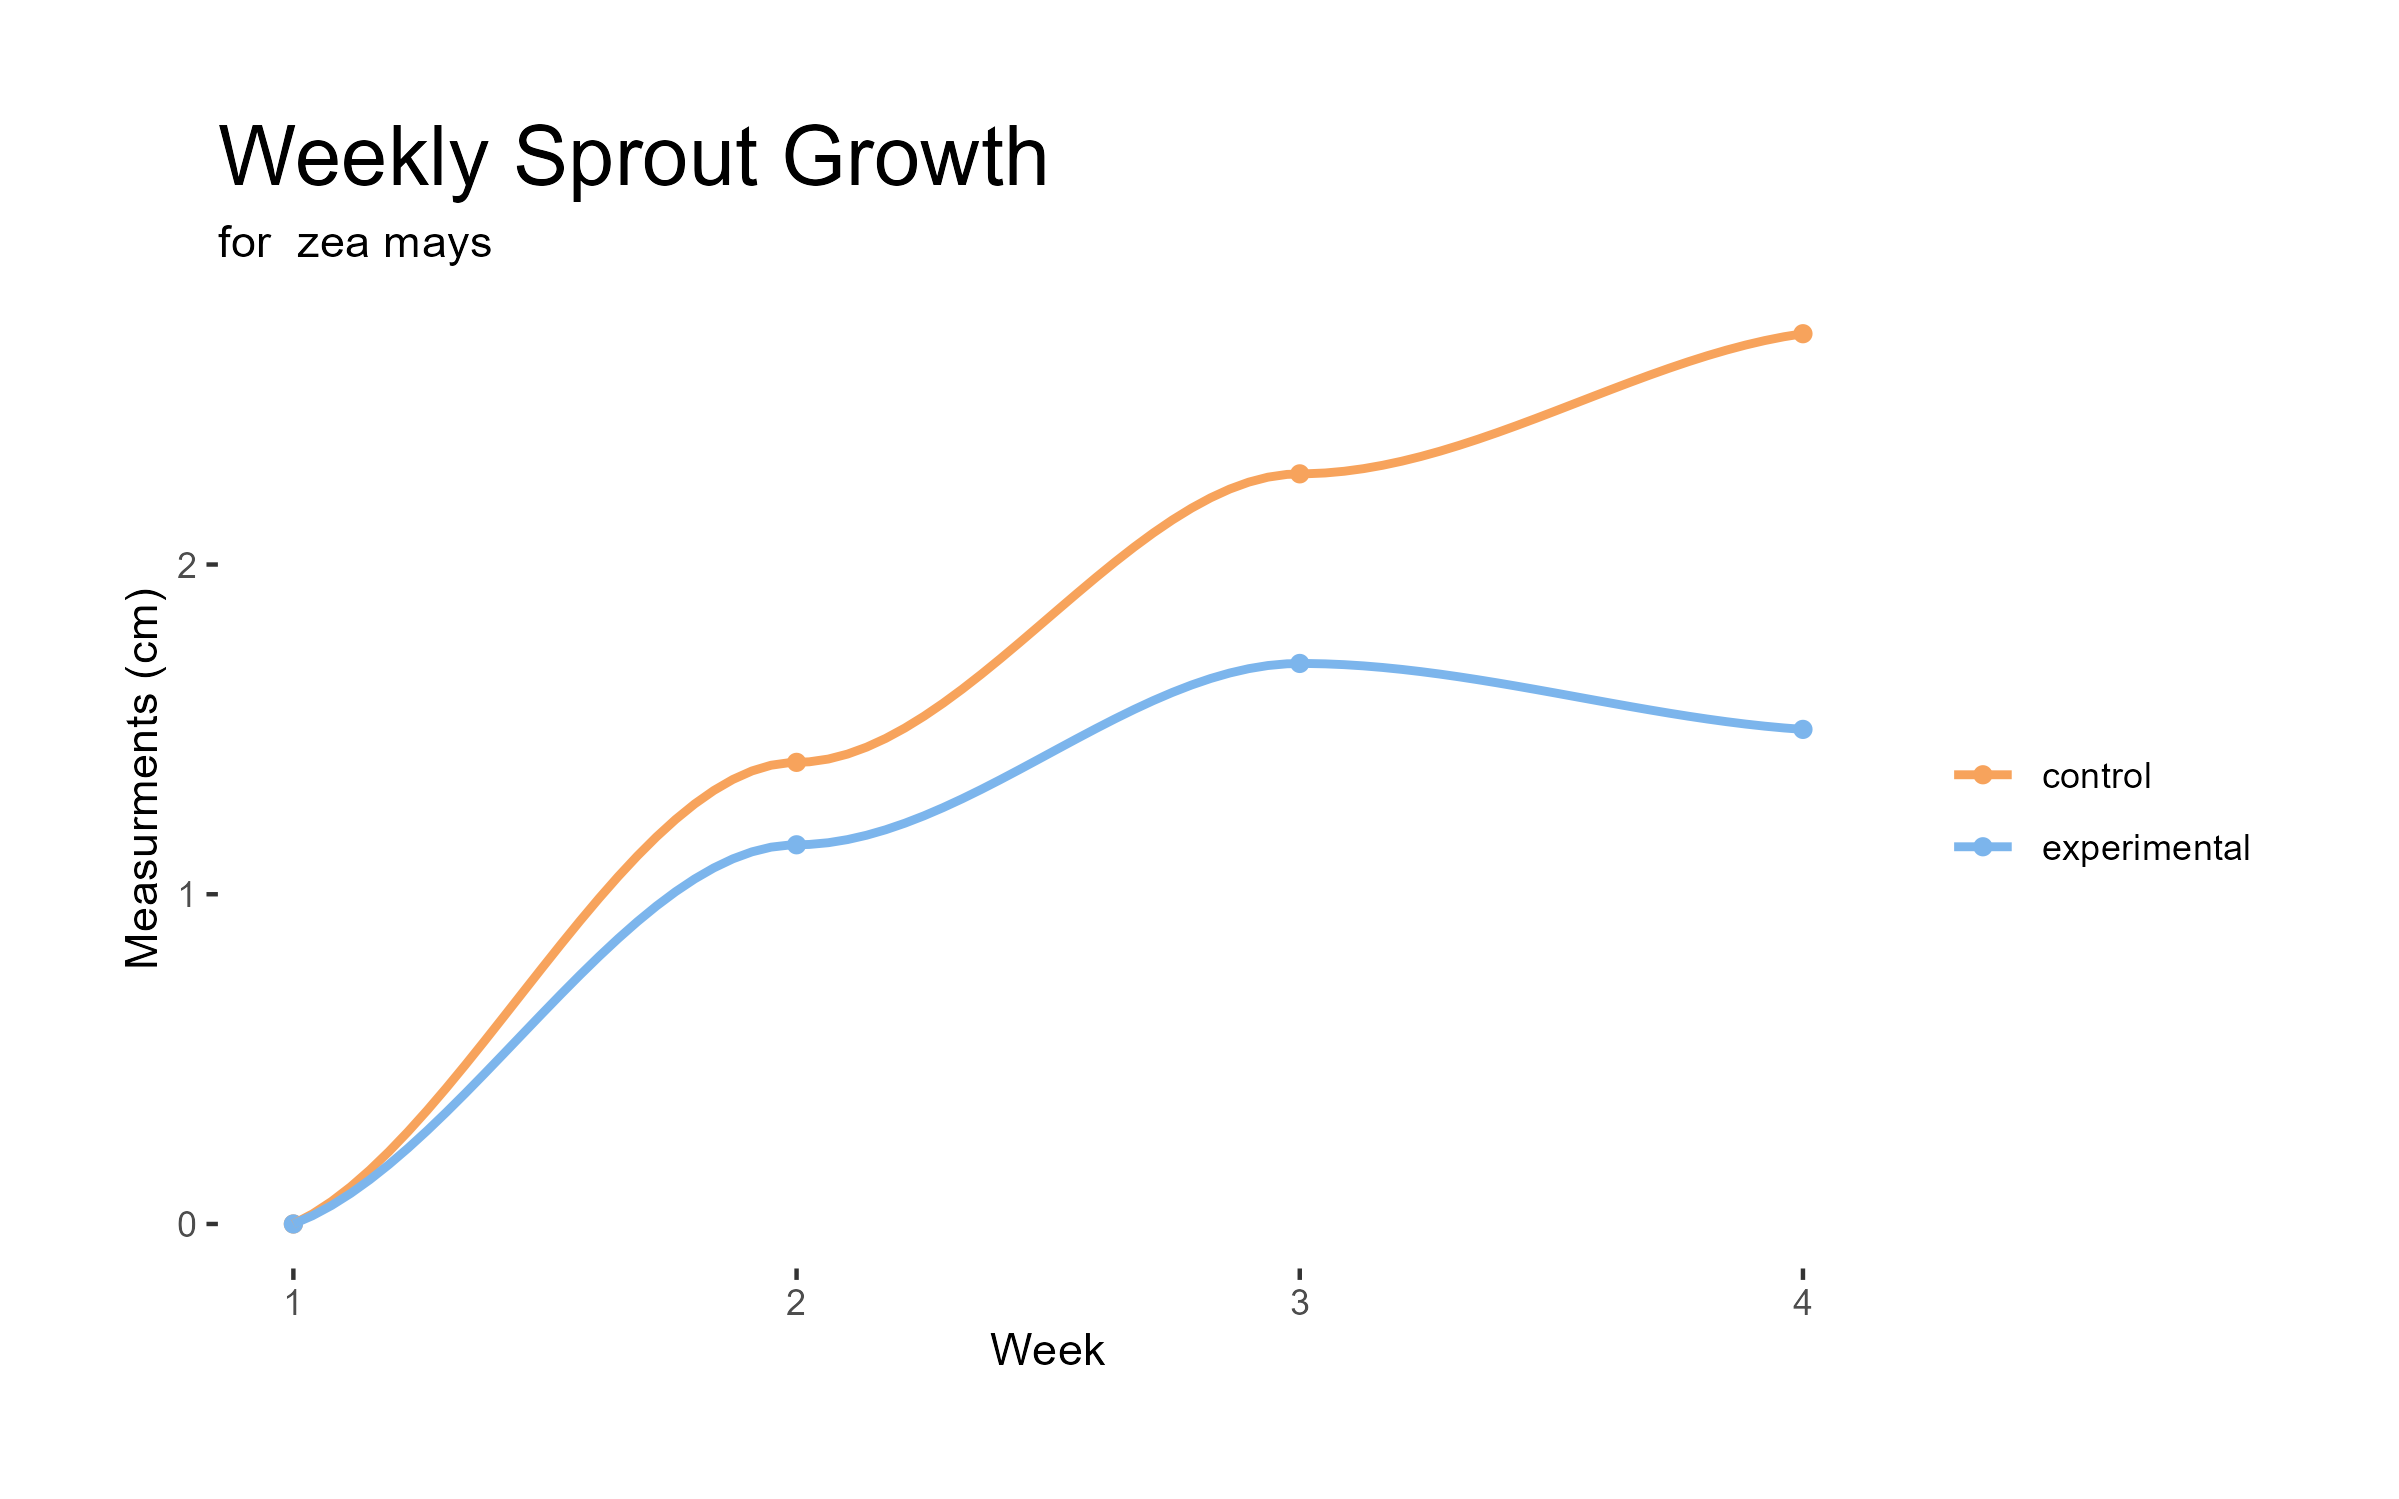 Weekly Sprout Growth
for  zea mays
Measurments (cm)
2
1
0
1
2
3
4
Week
control
experimental